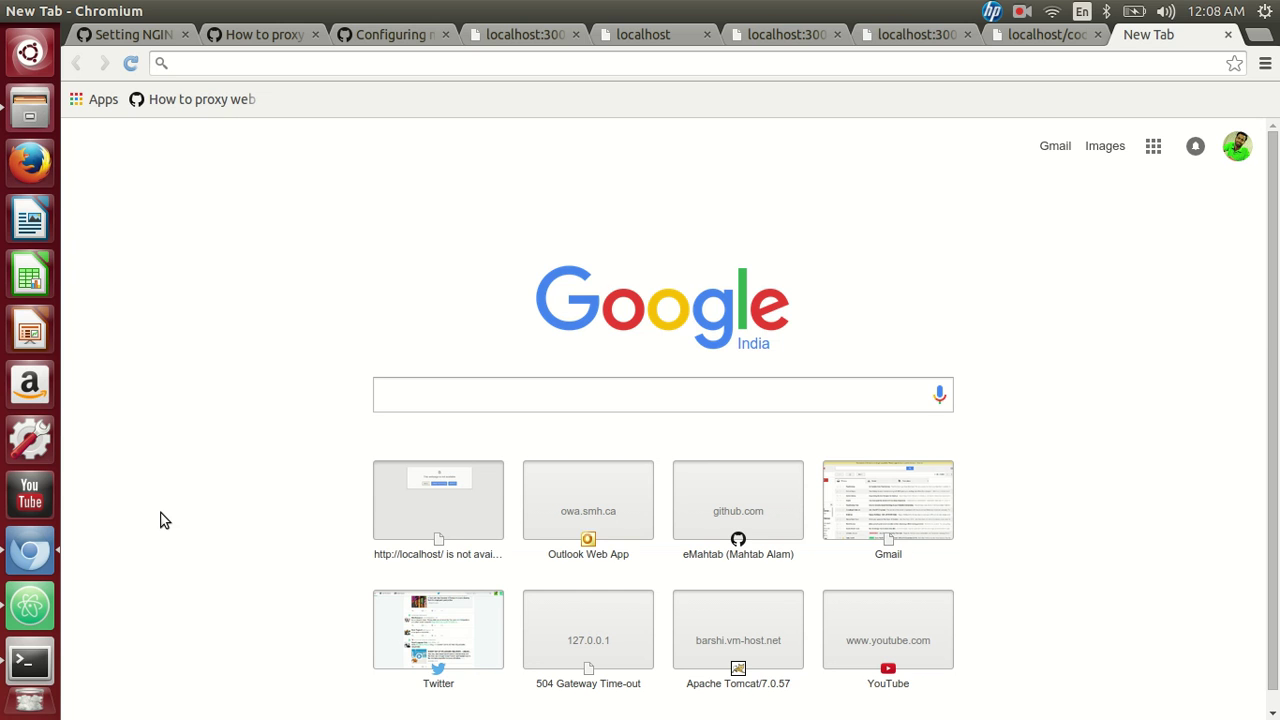 New Tab - Chromium
hp
En
12:08 AM
Setting NGIN
How to proxy
Configuring n
localhost:300
localhost
localhost:300
localhost:300
localhost/coo
New Tab
Apps
How to proxy web
Gmail
Images
Google
India
owa.smh.ca
github.com
http://localhost/ is not avai...
Outlook Web App
eMahtab (Mahtab Alam)
Gmail
127.0.0.1
barshi.vm-host.net
www.youtube.com
Twitter
504 Gateway Time-out
Apache Tomcat/7.0.57
YouTube
a
You
Tube